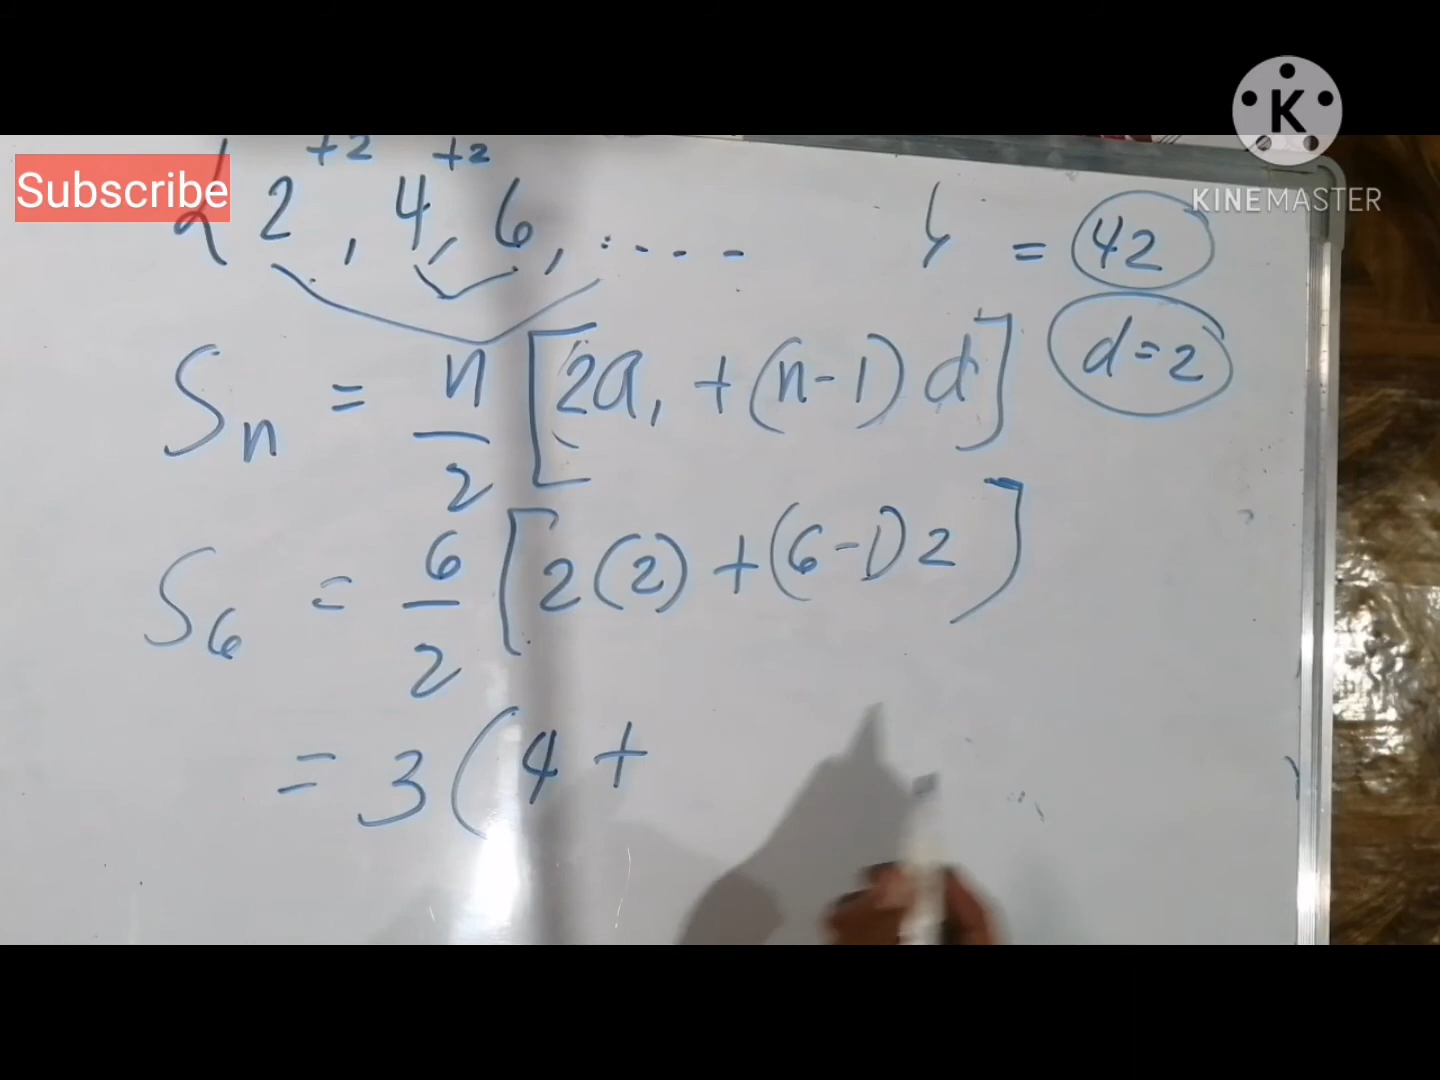 K
KINEMASTER
Subscribe
+2 +2
{ 2, 4, 6, ..... } = 42
d=2
Sn = n/2 [2a₁ + (n-1) d]
S6 = 6/2 [2(2) + (6-1) 2]
= 3 ( 4 +